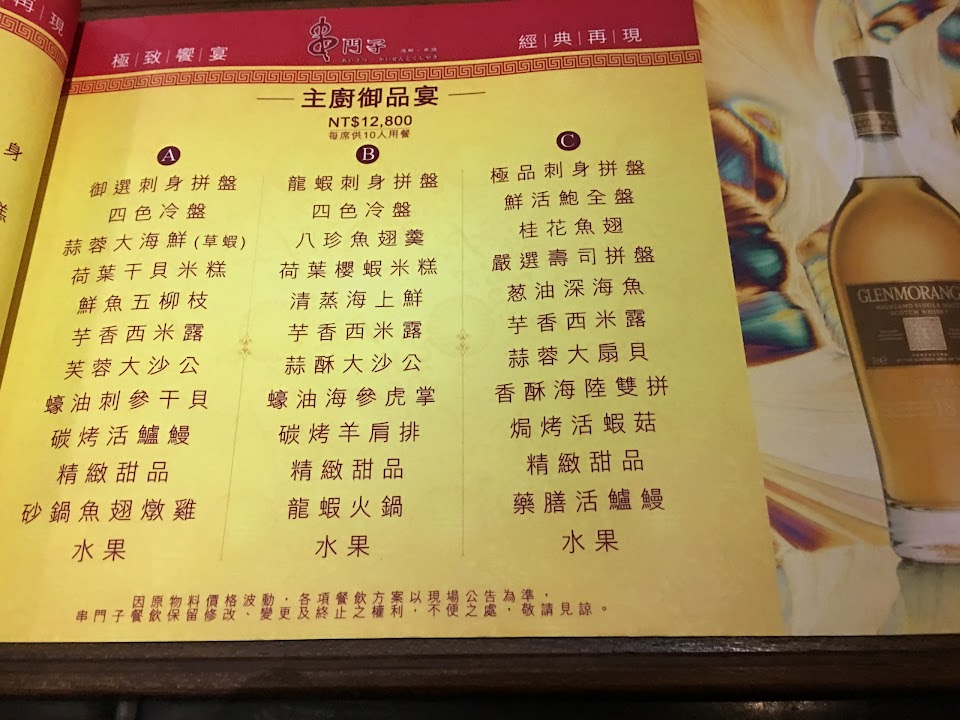 極致饗宴
串門子
經典再現
主廚御品宴
NT$12,800
每席供10人用餐
A
御選刺身拼盤
四色冷盤
蒜蓉大海鮮(草蝦)
荷葉干貝米糕
鮮魚五柳枝
芋香西米露
芙蓉大沙公
蠔油刺參干貝
碳烤活鱸鰻
精緻甜品
砂鍋魚翅燉雞
水果
B
龍蝦刺身拼盤
四色冷盤
八珍魚翅羹
荷葉櫻蝦米糕
清蒸海上鮮
芋香西米露
蒜酥大沙公
蠔油海參虎掌
碳烤羊肩排
精緻甜品
龍蝦火鍋
水果
C
極品刺身拼盤
鮮活鮑全盤
桂花魚翅
嚴選壽司拼盤
葱油深海魚
芋香西米露
蒜蓉大扇貝
香酥海陸雙拼
焗烤活蝦菇
精緻甜品
藥膳活鱸鰻
水果
因原物料價格波動，各項餐飲方案以現場公告為準，
串門子餐飲保留修改、變更及終止之權利，不便之處，敬請見諒。
再現
身
糕
GLENMORANG
HIGHLAND SINGLE MALT
SCOTCH WHISKY